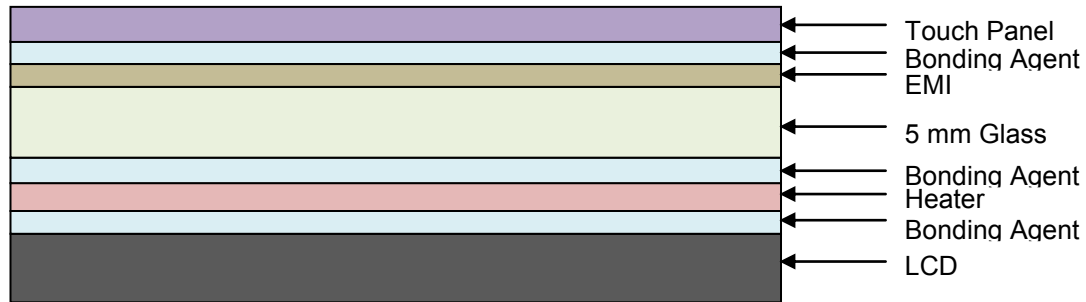 Touch Panel
Bonding Agent
EMI
5 mm Glass
Bonding Agent
Heater
Bonding Agent
LCD